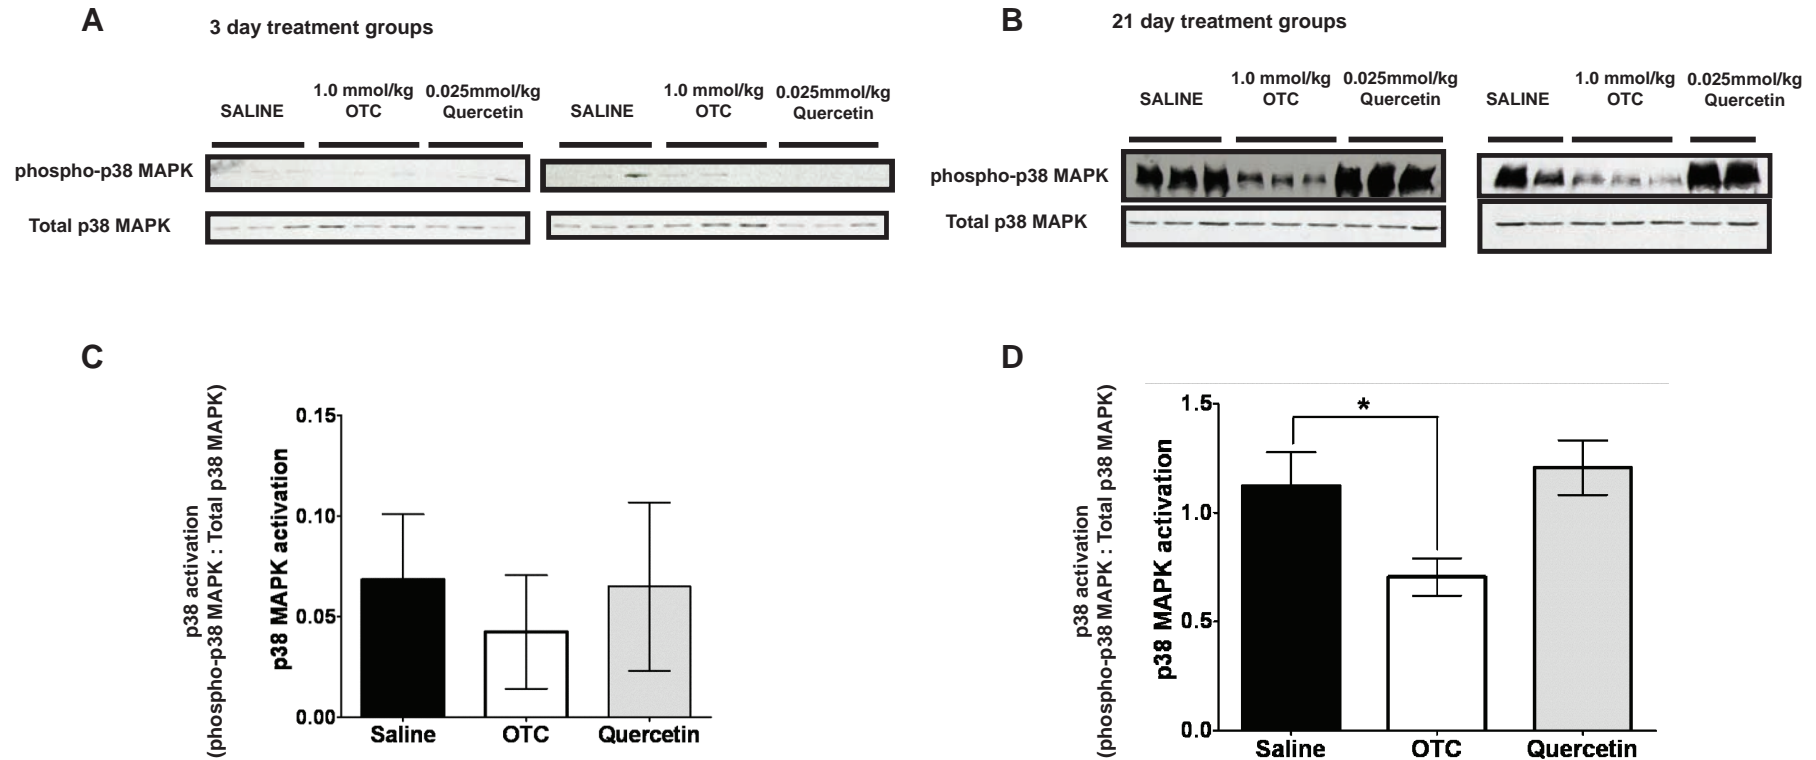 A
3 day treatment groups
SALINE
1.0 mmol/kg
OTC
0.025mmol/kg
Quercetin
SALINE
1.0 mmol/kg
OTC
0.025mmol/kg
Quercetin
phospho-p38 MAPK
Total p38 MAPK
B
21 day treatment groups
SALINE
1.0 mmol/kg
OTC
0.025mmol/kg
Quercetin
SALINE
1.0 mmol/kg
OTC
0.025mmol/kg
Quercetin
phospho-p38 MAPK
Total p38 MAPK
C
p38 activation
(phospho-p38 MAPK : Total p38 MAPK)
p38 MAPK activation
0.15
0.10
0.05
0.00
Saline
OTC
Quercetin
D
p38 activation
(phospho-p38 MAPK : Total p38 MAPK)
p38 MAPK activation
1.5
1.0
0.5
0.0
*
Saline
OTC
Quercetin